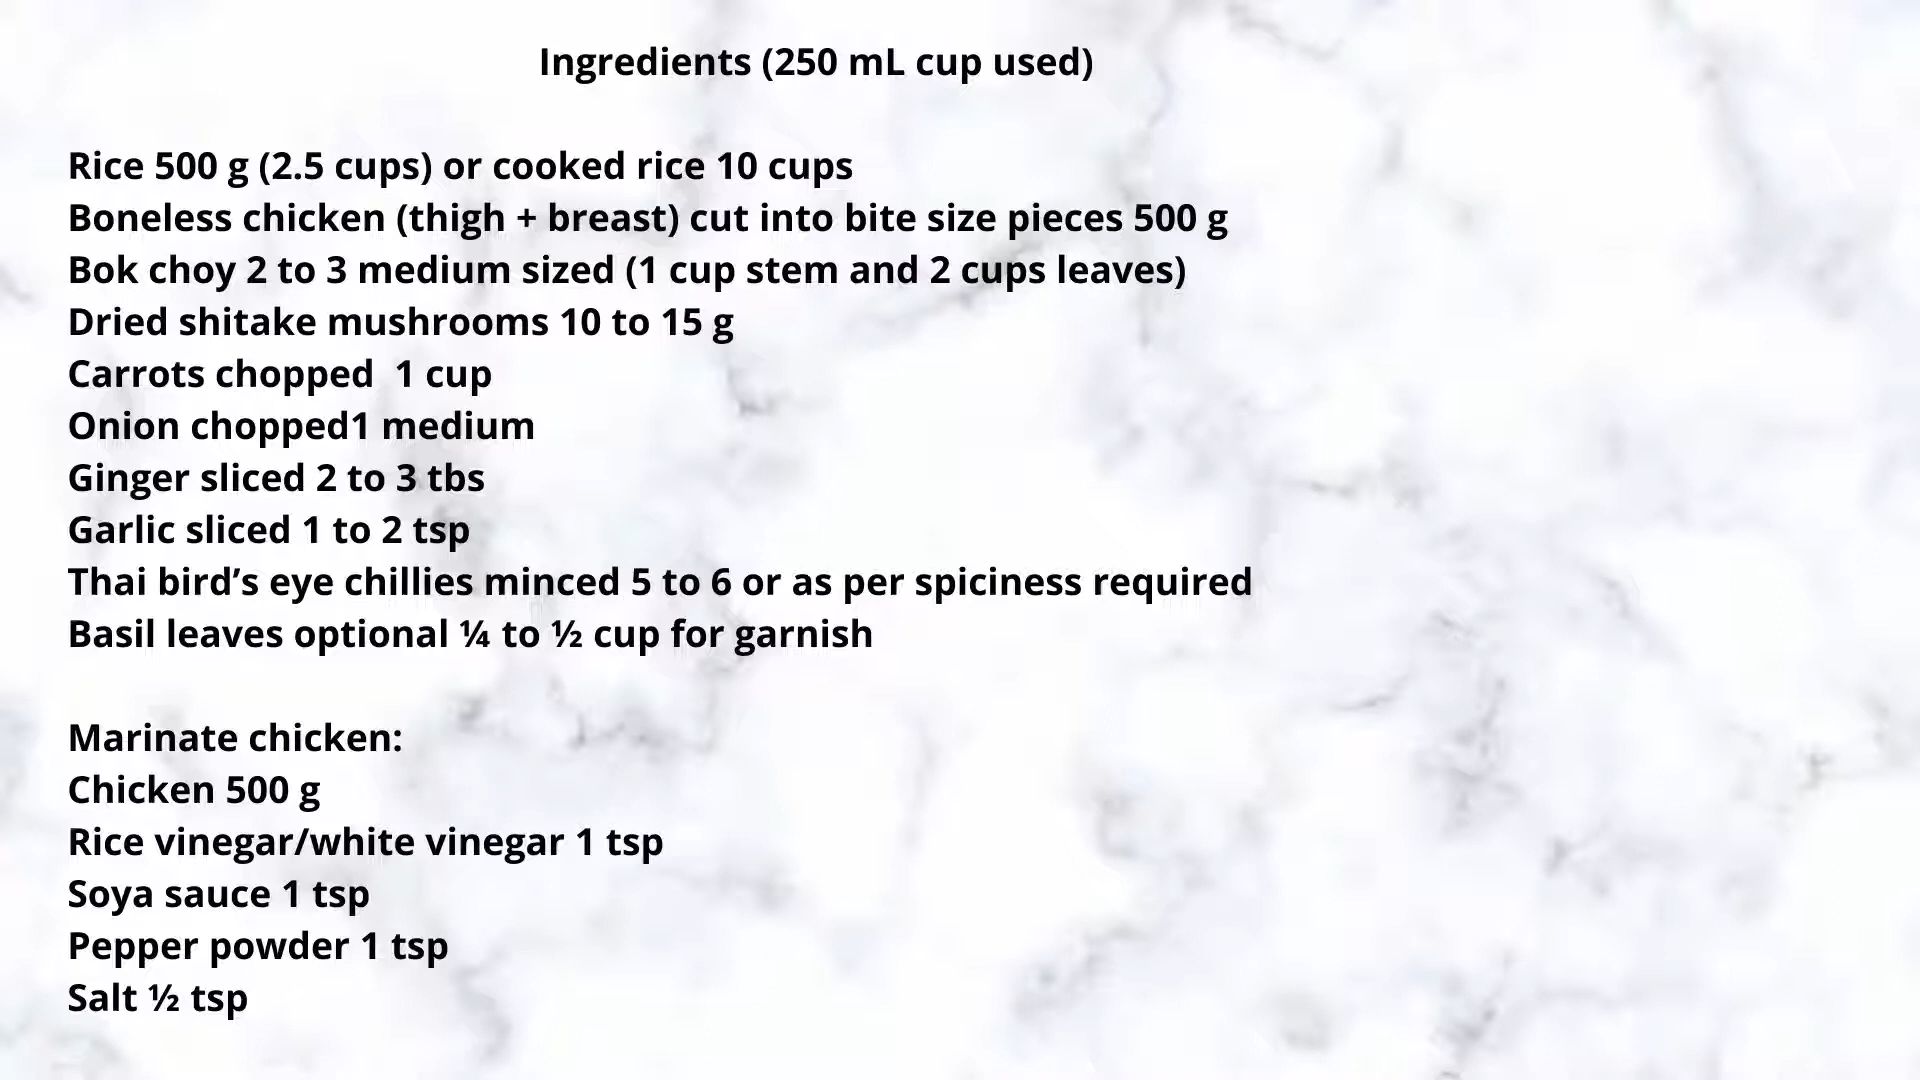 Ingredients (250 mL cup used)
Rice 500 g (2.5 cups) or cooked rice 10 cups
Boneless chicken (thigh + breast) cut into bite size pieces 500 g
Bok choy 2 to 3 medium sized (1 cup stem and 2 cups leaves)
Dried shitake mushrooms 10 to 15 g
Carrots chopped  1 cup
Onion chopped1 medium
Ginger sliced 2 to 3 tbs
Garlic sliced 1 to 2 tsp
Thai bird’s eye chillies minced 5 to 6 or as per spiciness required
Basil leaves optional ¼ to ½ cup for garnish
Marinate chicken:
Chicken 500 g
Rice vinegar/white vinegar 1 tsp
Soya sauce 1 tsp
Pepper powder 1 tsp
Salt ½ tsp